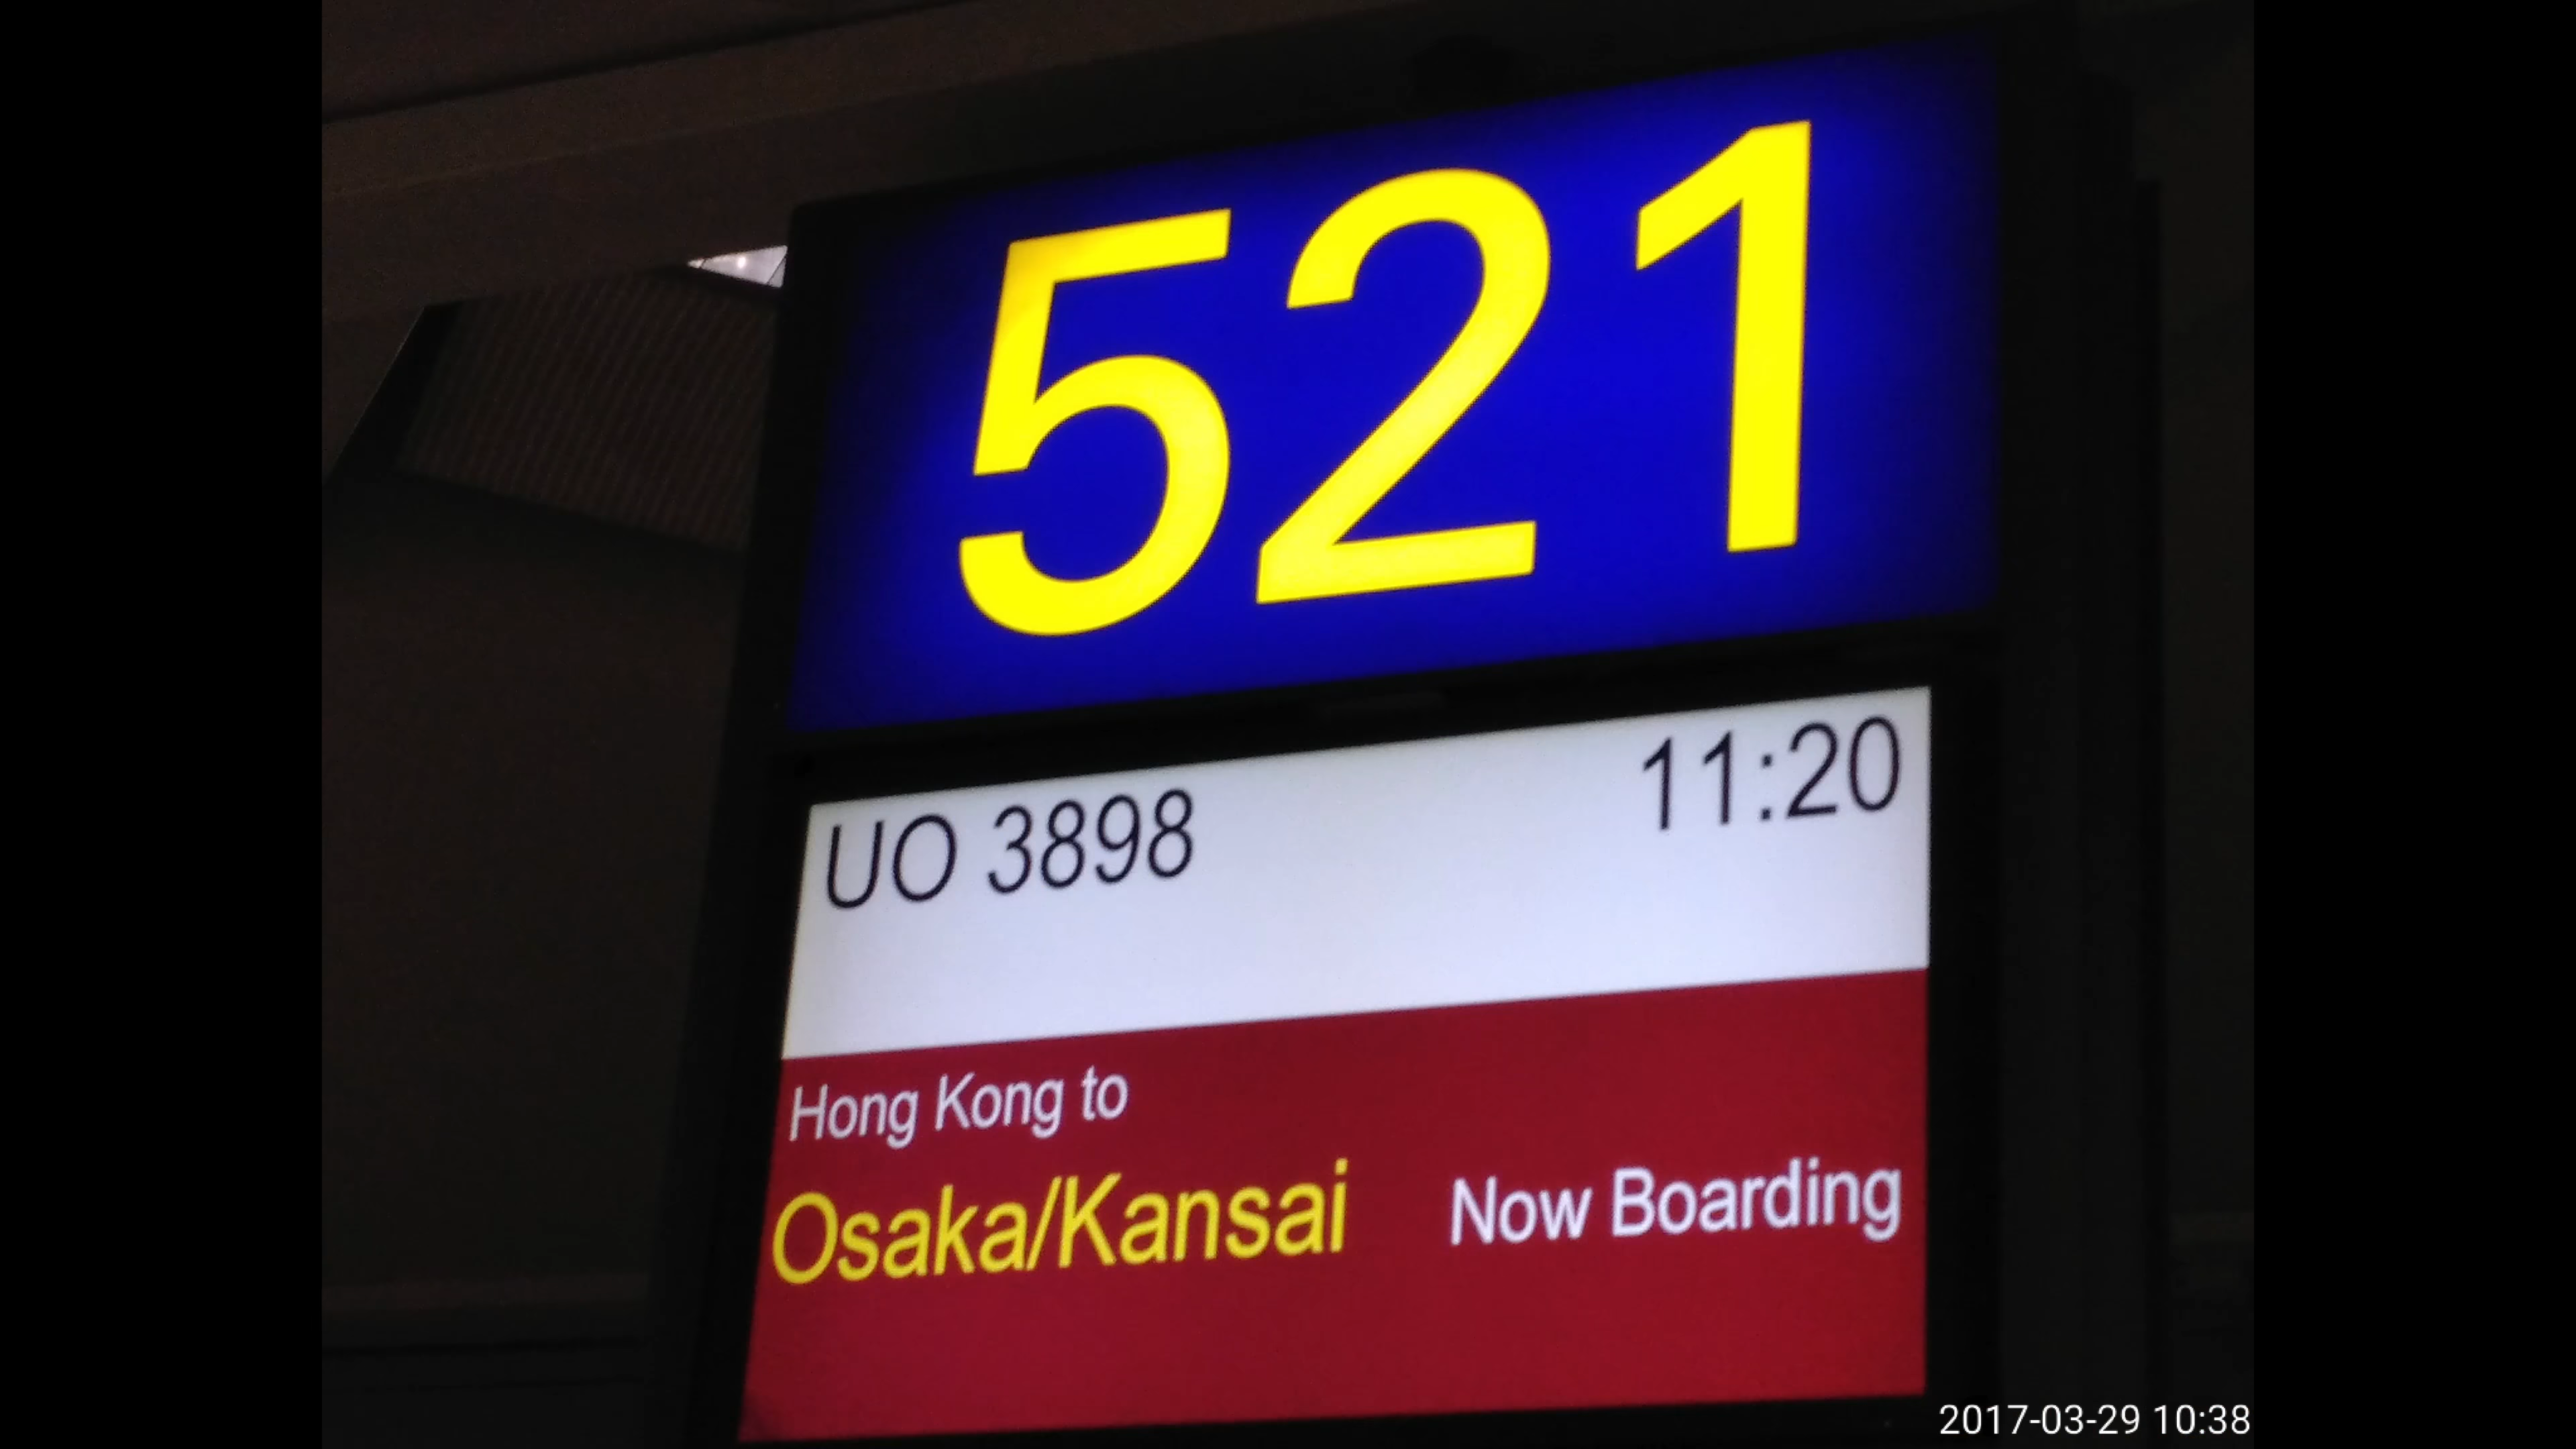 521
UO 3898 11:20
Hong Kong to
Osaka/Kansai Now Boarding
2017-03-29 10:38